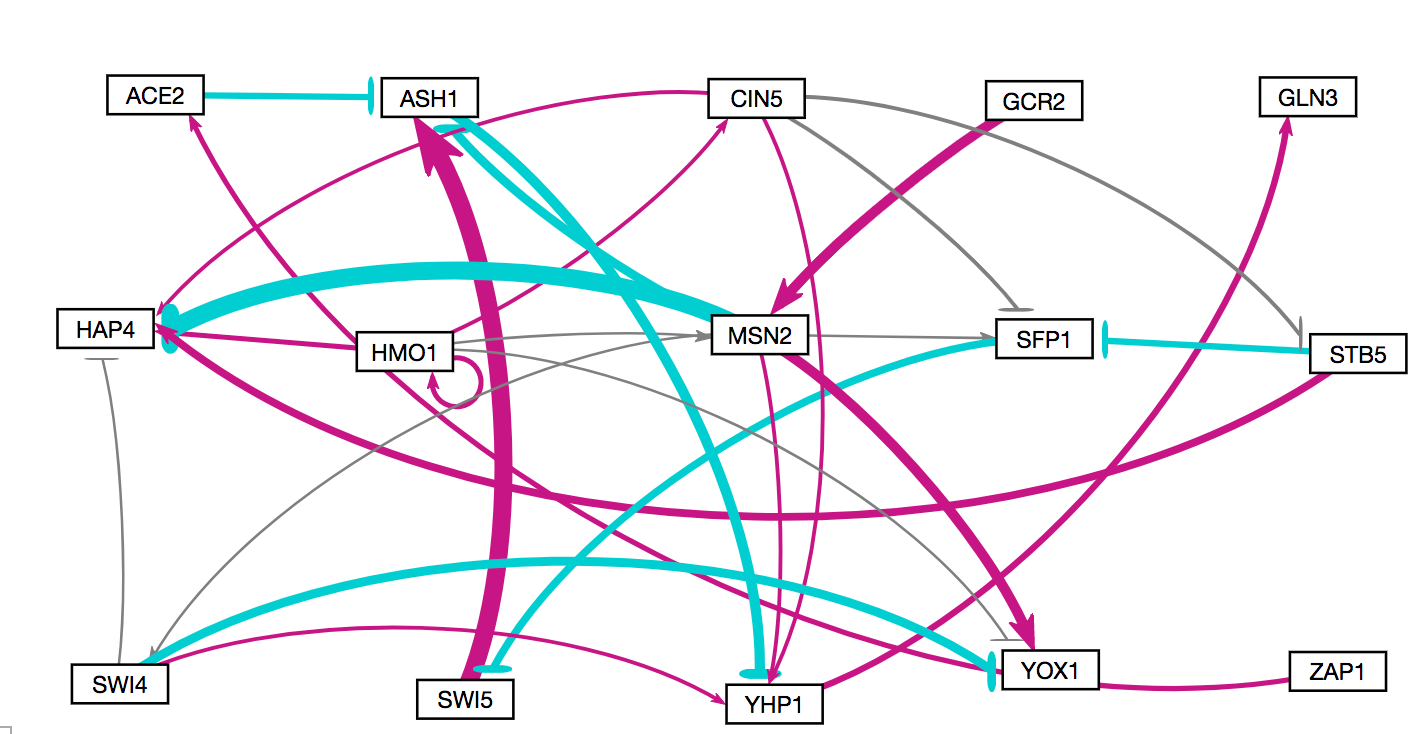 ACE2
ASH1
CIN5
GCR2
GLN3
HAP4
HMO1
MSN2
SFP1
STB5
SWI4
SWI5
YHP1
YOX1
ZAP1